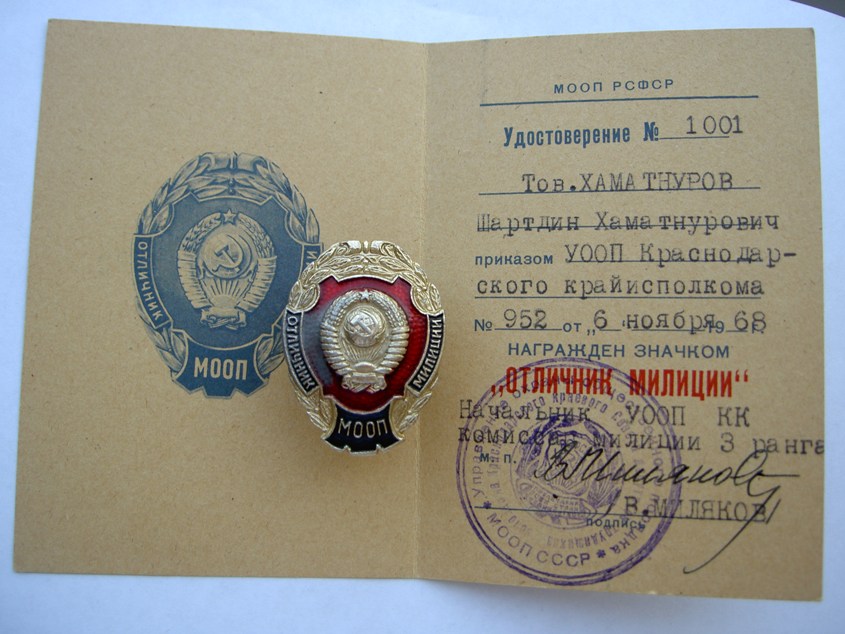 ОТЛИЧНИК
МООП
ОТЛИЧНИК
МИЛИЦИИ
МООП
МООП РСФСР
Удостоверение № 1001
Тов.ХАМАТНУРОВ
Шартдин Хаматнурович
приказом УООП Краснодар-
ского крайисполкома
№ 952 от „6 ноября 1968
НАГРАЖДЕН ЗНАЧКОМ
„ОТЛИЧНИК МИЛИЦИИ“
Начальник УООП КК
комиссар милиции 3 ранга
м. п.
В.МИЛЯКОВ
подпись
МООП СССР